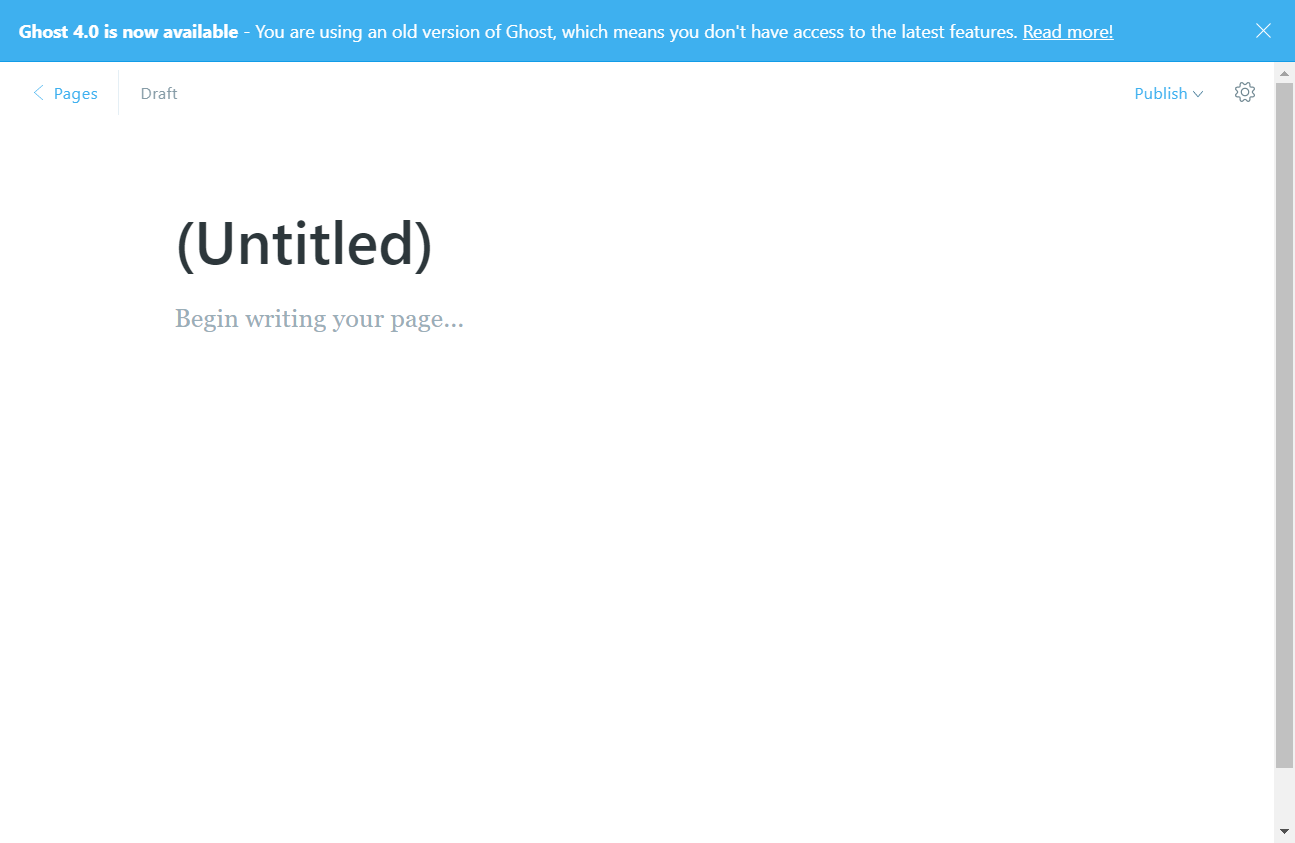 Ghost 4.0 is now available - You are using an old version of Ghost, which means you don't have access to the latest features. Read more!
Pages
Draft
Publish
(Untitled)
Begin writing your page...